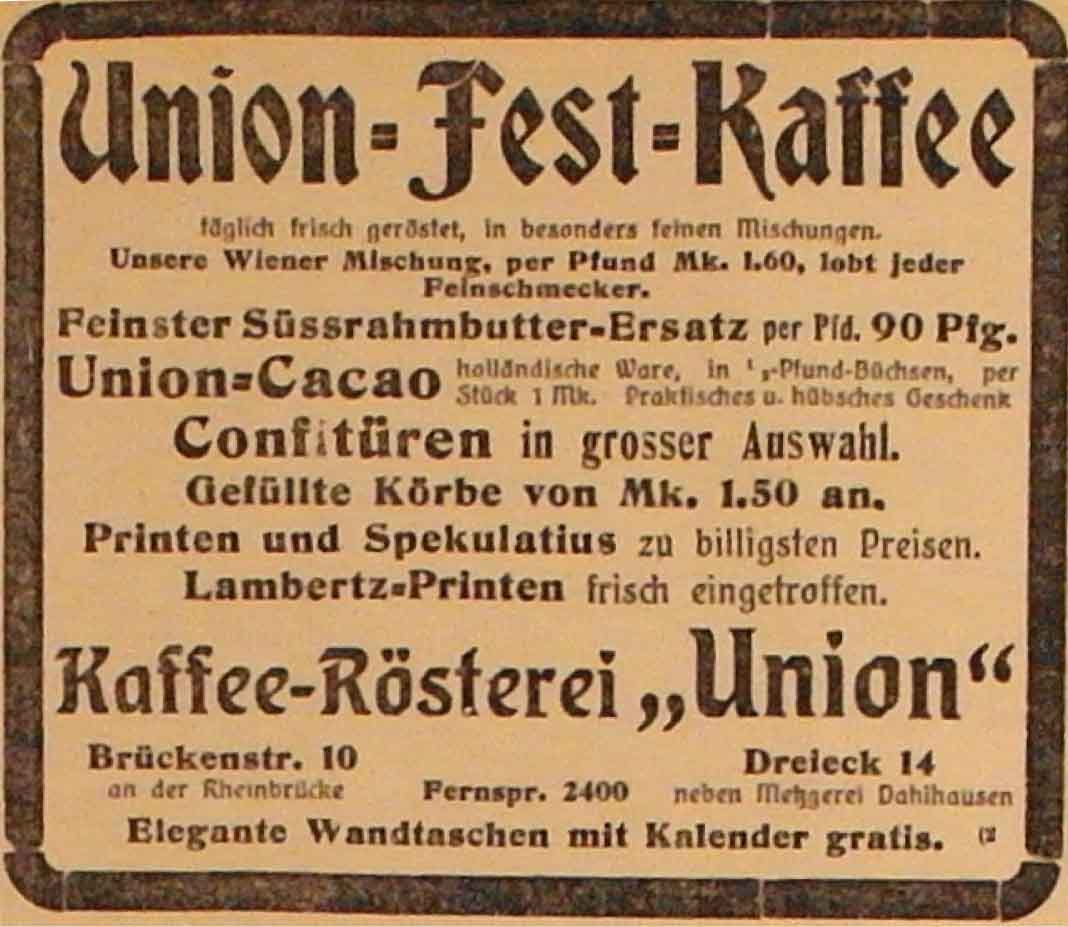 Union=Fest=Kaffee
täglich frisch geröstet, in besonders feinen Mischungen.
Unsere Wiener Mischung, per Pfund Mk. 1.60, lobt jeder
Feinschmecker.
Feinster Süssrahmbutter=Ersatz per Pfd. 90 Pfg.
Union=Cacao holländische Ware, in -Pfund-Büchsen, per
Stück 1 Mk. Praktisches u. hübsches Geschenk
Confitüren in grosser Auswahl.
Gefüllte Körbe von Mk. 1.50 an.
Printen und Spekulatius zu billigsten Preisen.
Lambertz=Printen frisch eingetroffen.
Kaffee-Rösterei „Union“
Brückenstr. 10 Dreieck 14
an der Rheinbrücke Fernspr. 2400 neben Metzgerei Dahlhausen
Elegante Wandtaschen mit Kalender gratis.